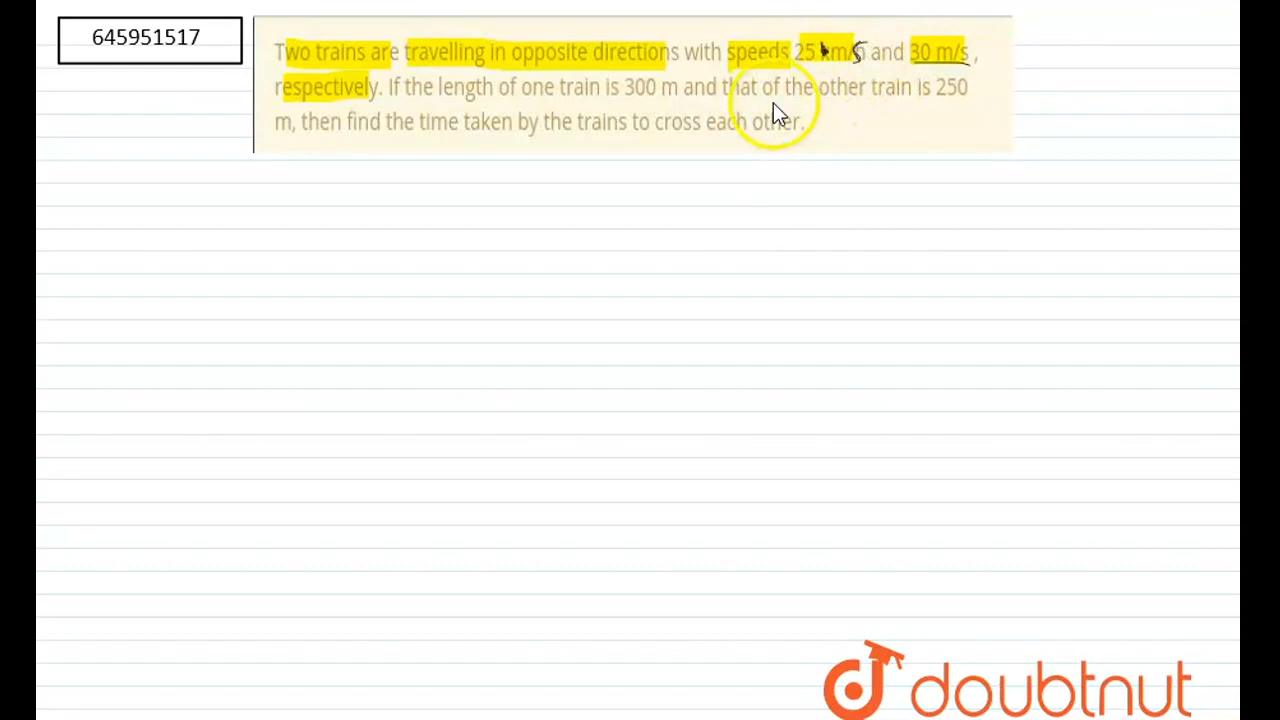 645951517
Two trains are travelling in opposite directions with speeds 25 km/h and 30 m/s ,
respectively. If the length of one train is 300 m and that of the other train is 250
m, then find the time taken by the trains to cross each other.
doubtnut